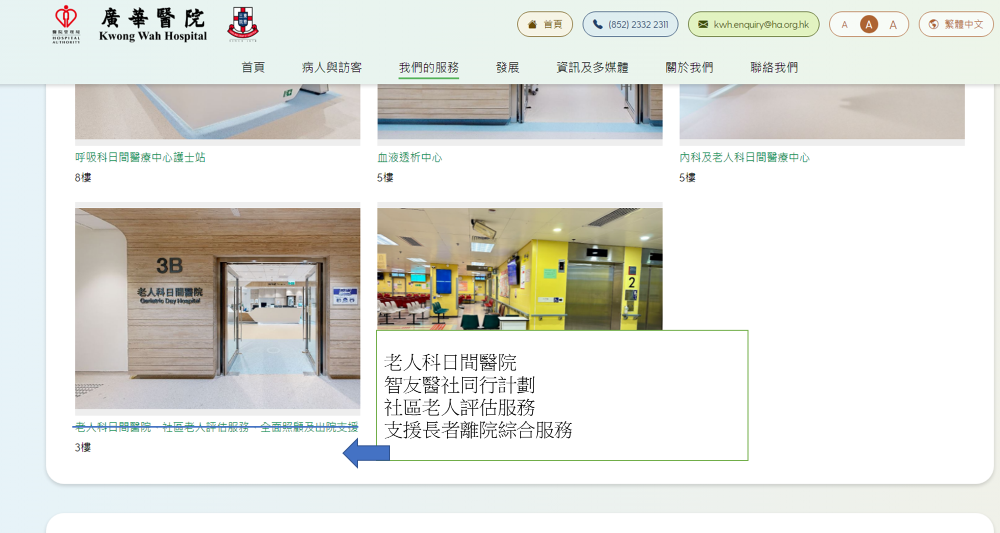 醫院管理局
HOSPITAL
AUTHORITY
廣華醫院
Kwong Wah Hospital
首頁
(852) 2332 2311
kwh.enquiry@ha.org.hk
A A A
繁體中文
首頁 病人與訪客 我們的服務 發展 資訊及多媒體 關於我們 聯絡我們
呼吸科日間醫療中心護士站
8樓
血液透析中心
5樓
內科及老人科日間醫療中心
5樓
3B
老人科日間醫院
Geriatric Day Hospital
2
老人科日間醫院、社區老人評估服務、全面照顧及出院支援
3樓
老人科日間醫院
智友醫社同行計劃
社區老人評估服務
支援長者離院綜合服務